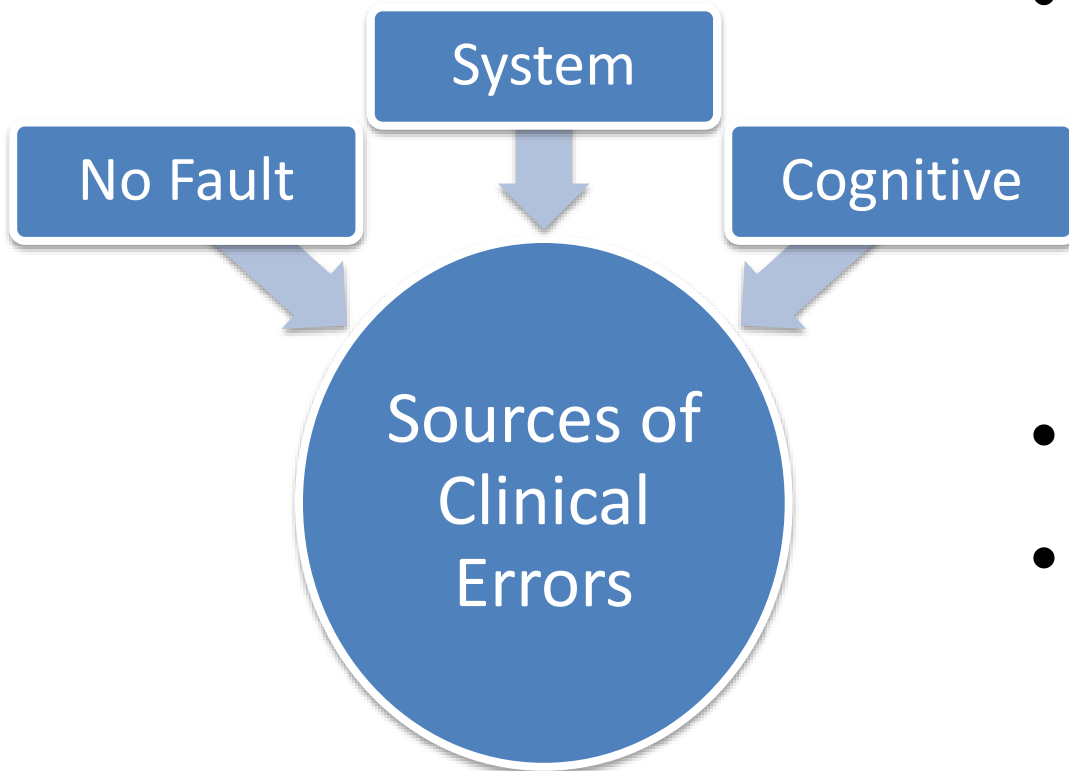 System
No Fault
Cognitive
Sources of
Clinical
Errors
•
•
•